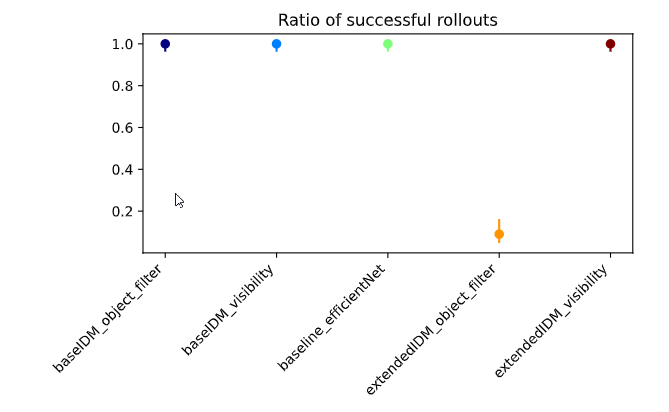 Ratio of successful rollouts
1.0
0.8
0.6
0.4
0.2
baseIDM_object_filter
baseIDM_visibility
baseline_efficientNet
extendedIDM_object_filter
extendedIDM_visibility